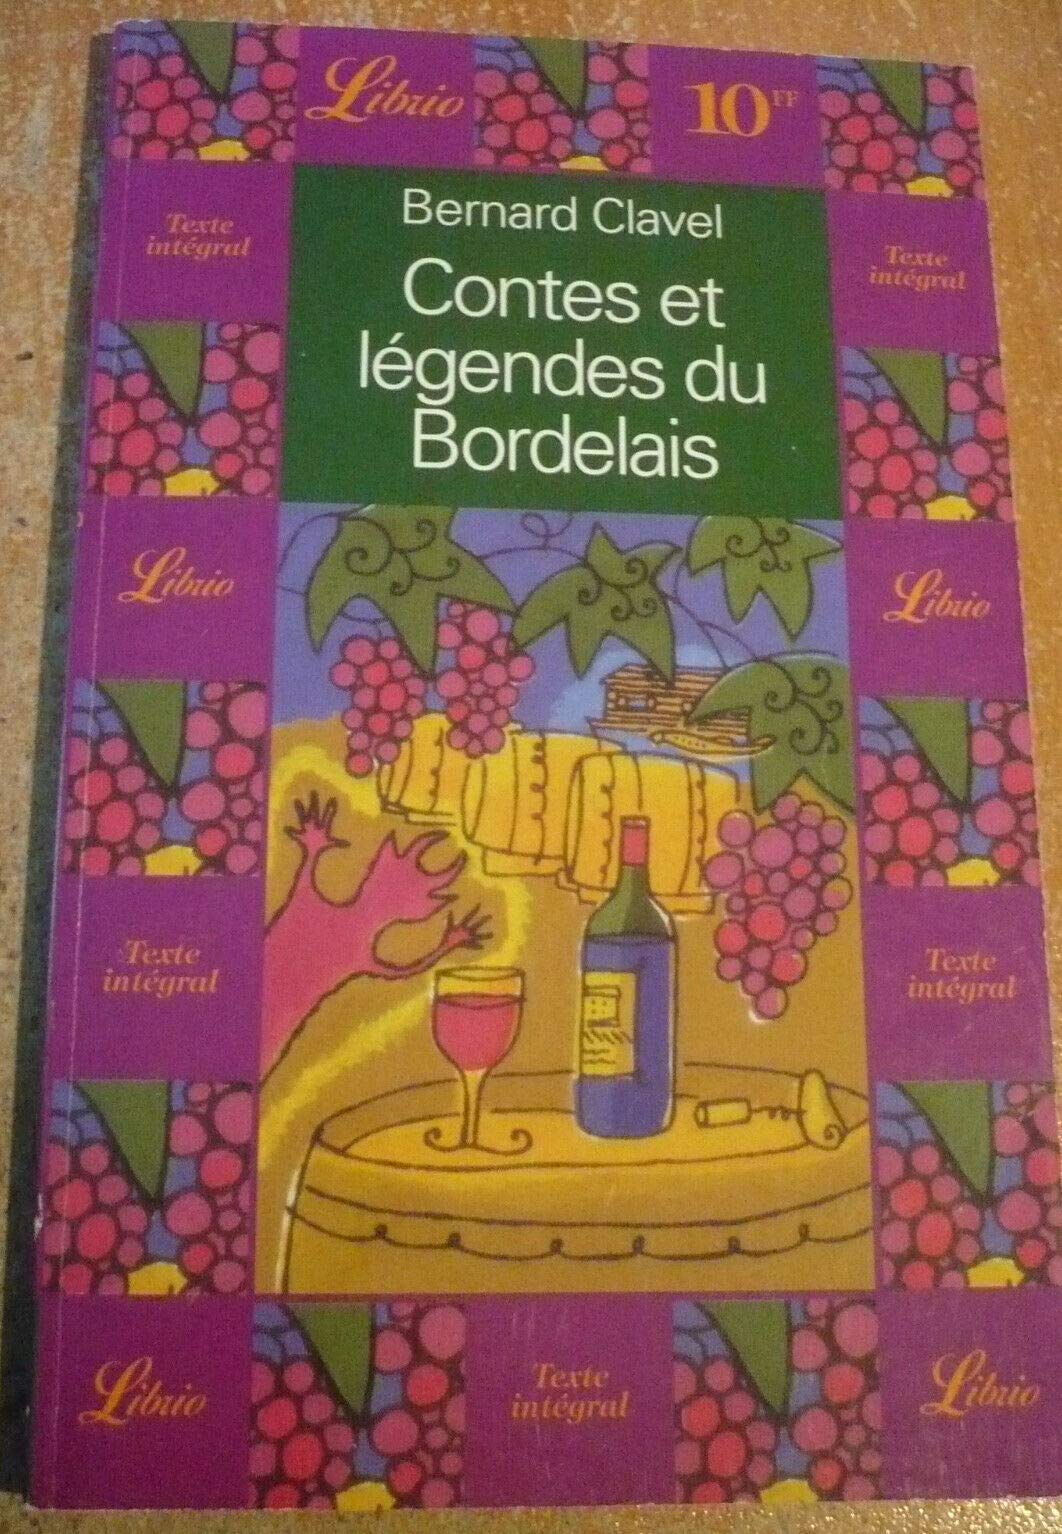 Librio
10FF
Bernard Clavel
Contes et
légendes du
Bordelais
Texte
intégral
Texte
intégral
Librio
Librio
Texte
intégral
Texte
intégral
Librio
Texte
intégral
Librio